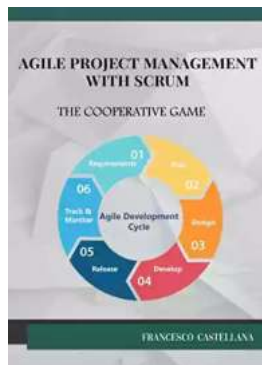 AGILE PROJECT MANAGEMENT
WITH SCRUM
THE COOPERATIVE GAME
01
Requirements
Plan
02
06
Track &
Monitor
Agile Development
Cycle
Design
03
05
Release
04
Develop
FRANCESCO CASTELLANA